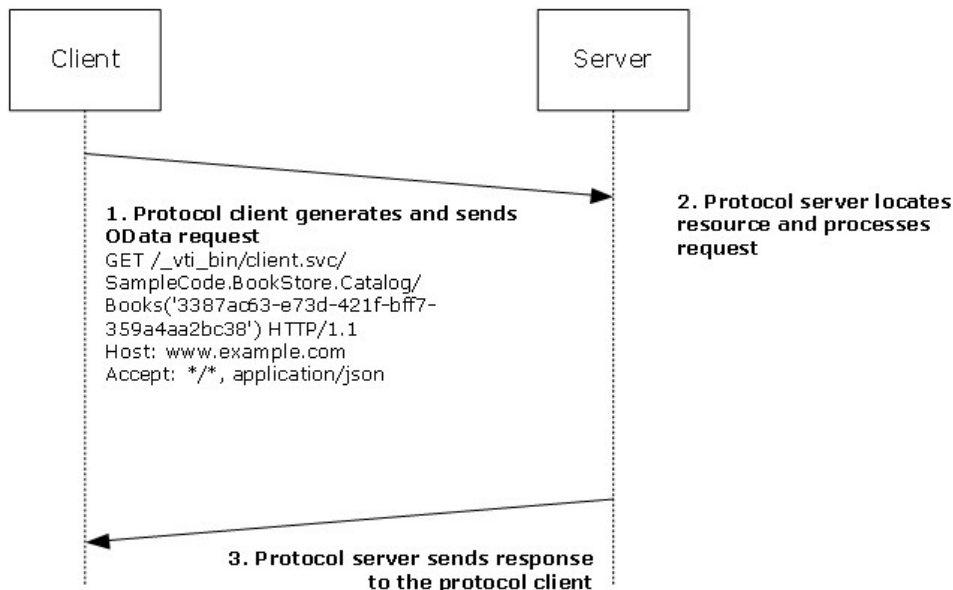 Client
Server
1. Protocol client generates and sends
OData request
GET /_vti_bin/client.svc/
SampleCode.BookStore.Catalog/
Books('3387ac63-e73d-421f-bff7-
359a4aa2bc38') HTTP/1.1
Host: www.example.com
Accept: */*, application/json
2. Protocol server locates
resource and processes
request
3. Protocol server sends response
to the protocol client